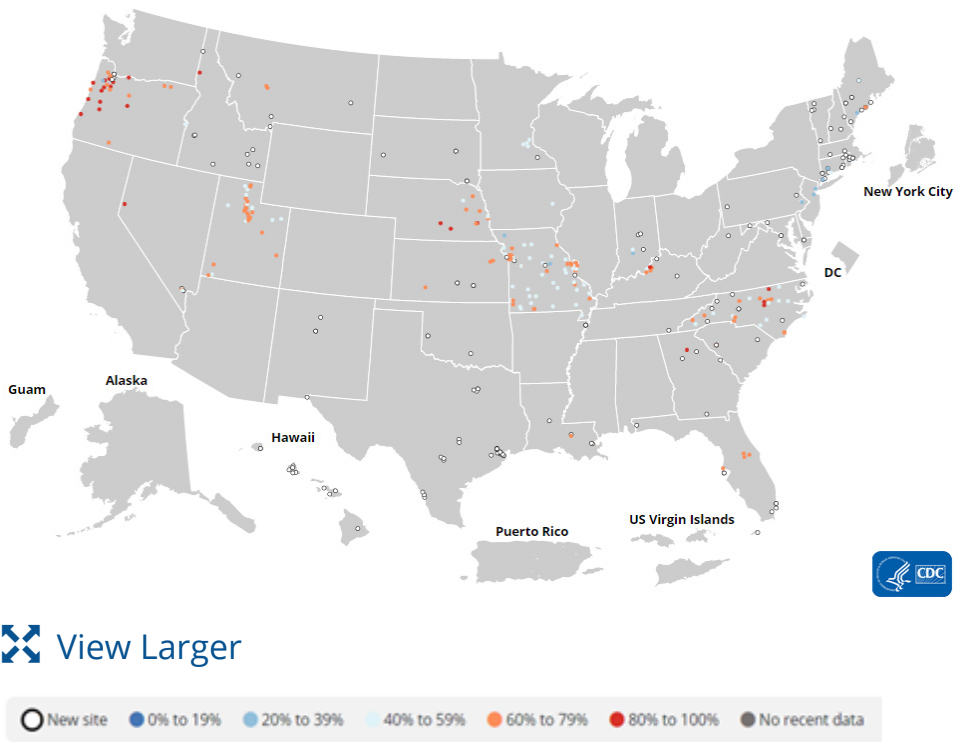 New York City
DC
Guam
Alaska
Hawaii
US Virgin Islands
Puerto Rico
CDC
View Larger
New site 0% to 19% 20% to 39% 40% to 59% 60% to 79% 80% to 100% No recent data